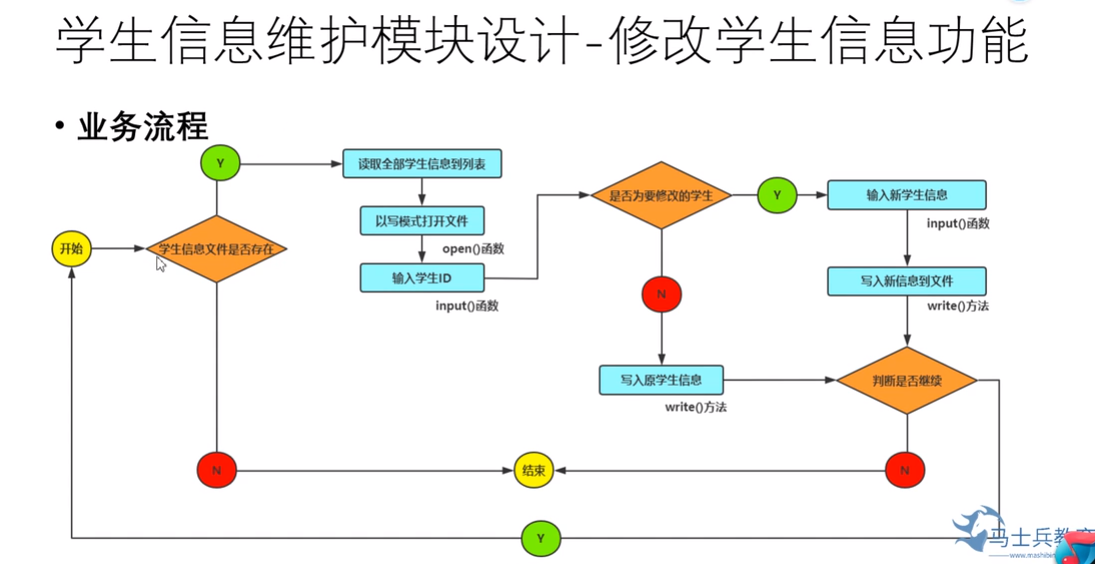 学生信息维护模块设计-修改学生信息功能
• 业务流程
Y
读取全部学生信息到列表
以写模式打开文件
open()函数
输入学生ID
input()函数
开始
学生信息文件是否存在
是否为要修改的学生
Y
输入新学生信息
input()函数
N
写入新信息到文件
write()方法
写入原学生信息
write()方法
判断是否继续
N
结束
N
Y
马士兵教育